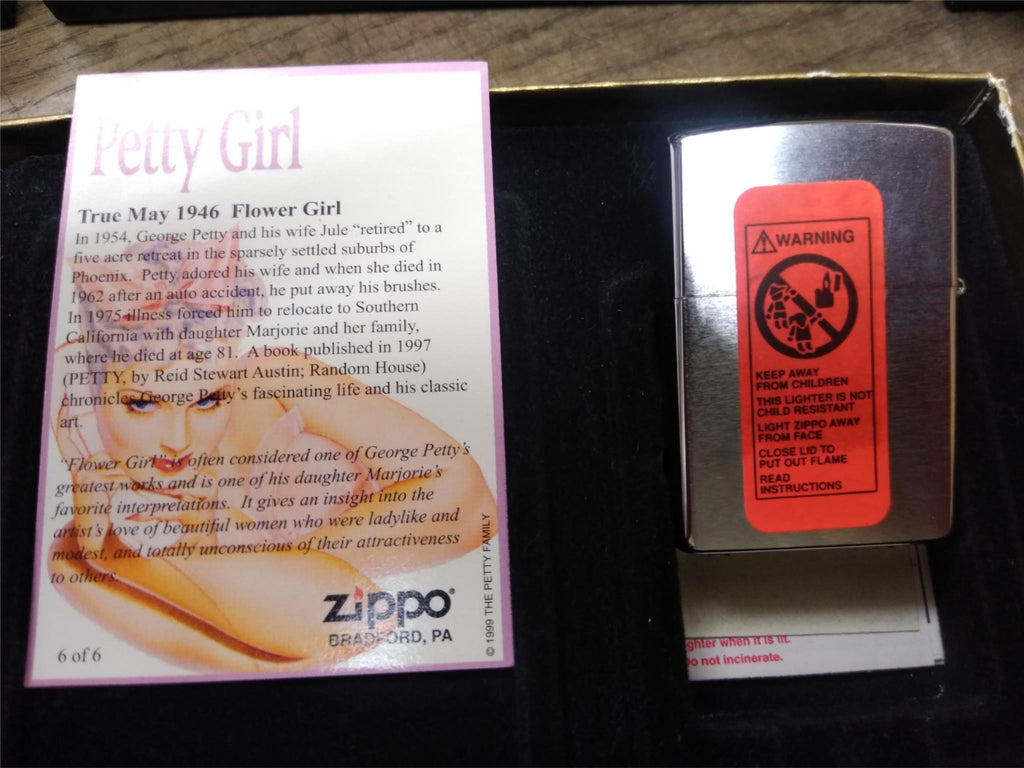 Petty Girl
True May 1946 Flower Girl
In 1954, George Petty and his wife Jule “retired” to a
five acre retreat in the sparsely settled suburbs of
Phoenix. Petty adored his wife and when she died in
1962 after an auto accident, he put away his brushes.
In 1975 illness forced him to relocate to Southern
California with daughter Marjorie and her family,
where he died at age 81. A book published in 1997
(PETTY, by Reid Stewart Austin; Random House)
chronicles George Petty's fascinating life and his classic
art.
"Flower Girl" is often considered one of George Petty's
greatest works and is one of his daughter Marjorie's
favorite interpretations. It gives an insight into the
artist's love of beautiful women who were ladylike and
modest, and totally unconscious of their attractiveness
to others.
zippo®
BRADFORD, PA
6 of 6
© 1999 THE PETTY FAMILY
WARNING
KEEP AWAY
FROM CHILDREN
THIS LIGHTER IS NOT
CHILD RESISTANT
LIGHT ZIPPO AWAY
FROM FACE
CLOSE LID TO
PUT OUT FLAME
READ
INSTRUCTIONS
ghter when it is lit.
Do not incinerate.